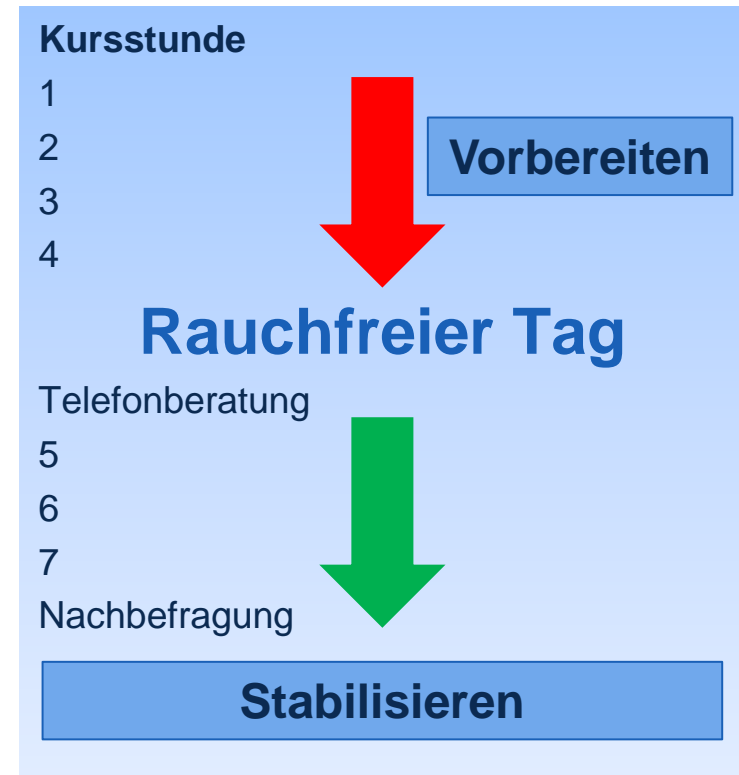 Kursstunde
1
2
Vorbereiten
3
4
Rauchfreier Tag
Telefonberatung
5
6
7
Nachbefragung
Stabilisieren